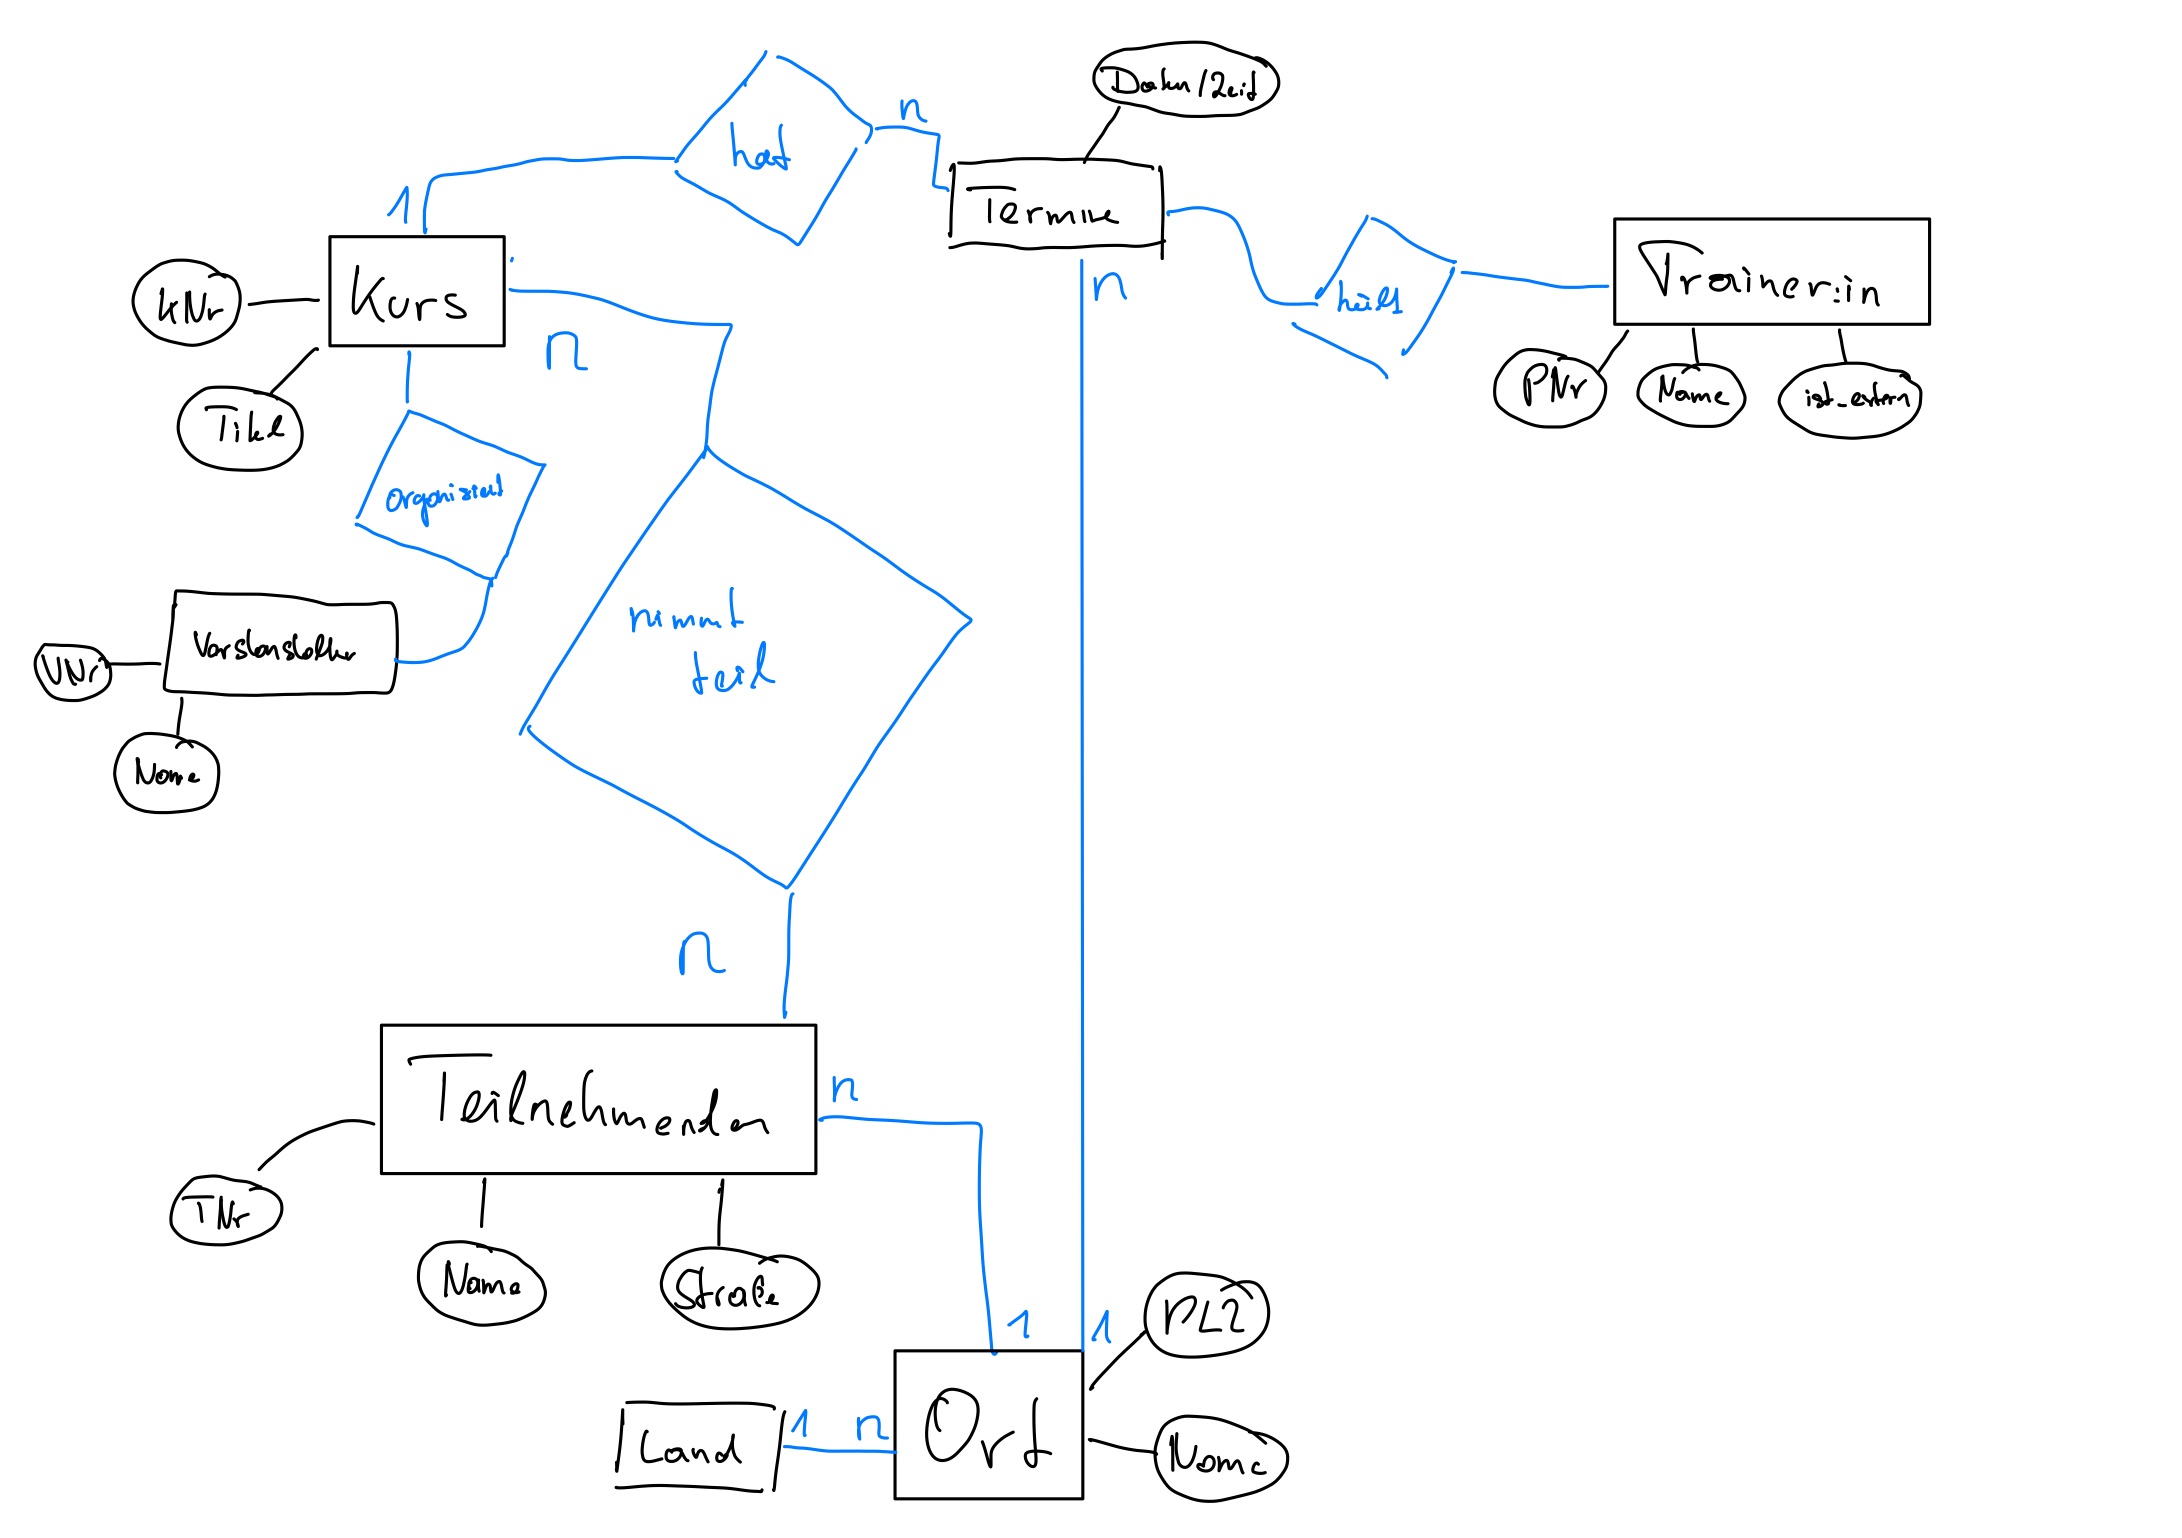 Datum/Zeit
n
hat
Termine
1
n
Kurs
KNr
Trainer:in
hält
n
PNr
Name
ist_extern
Titel
organisiert
nimmt
teil
VNr
Name
n
Teilnehmenden
n
TNr
Name
Straße
1
1
PLZ
Ort
1
n
Land
Name